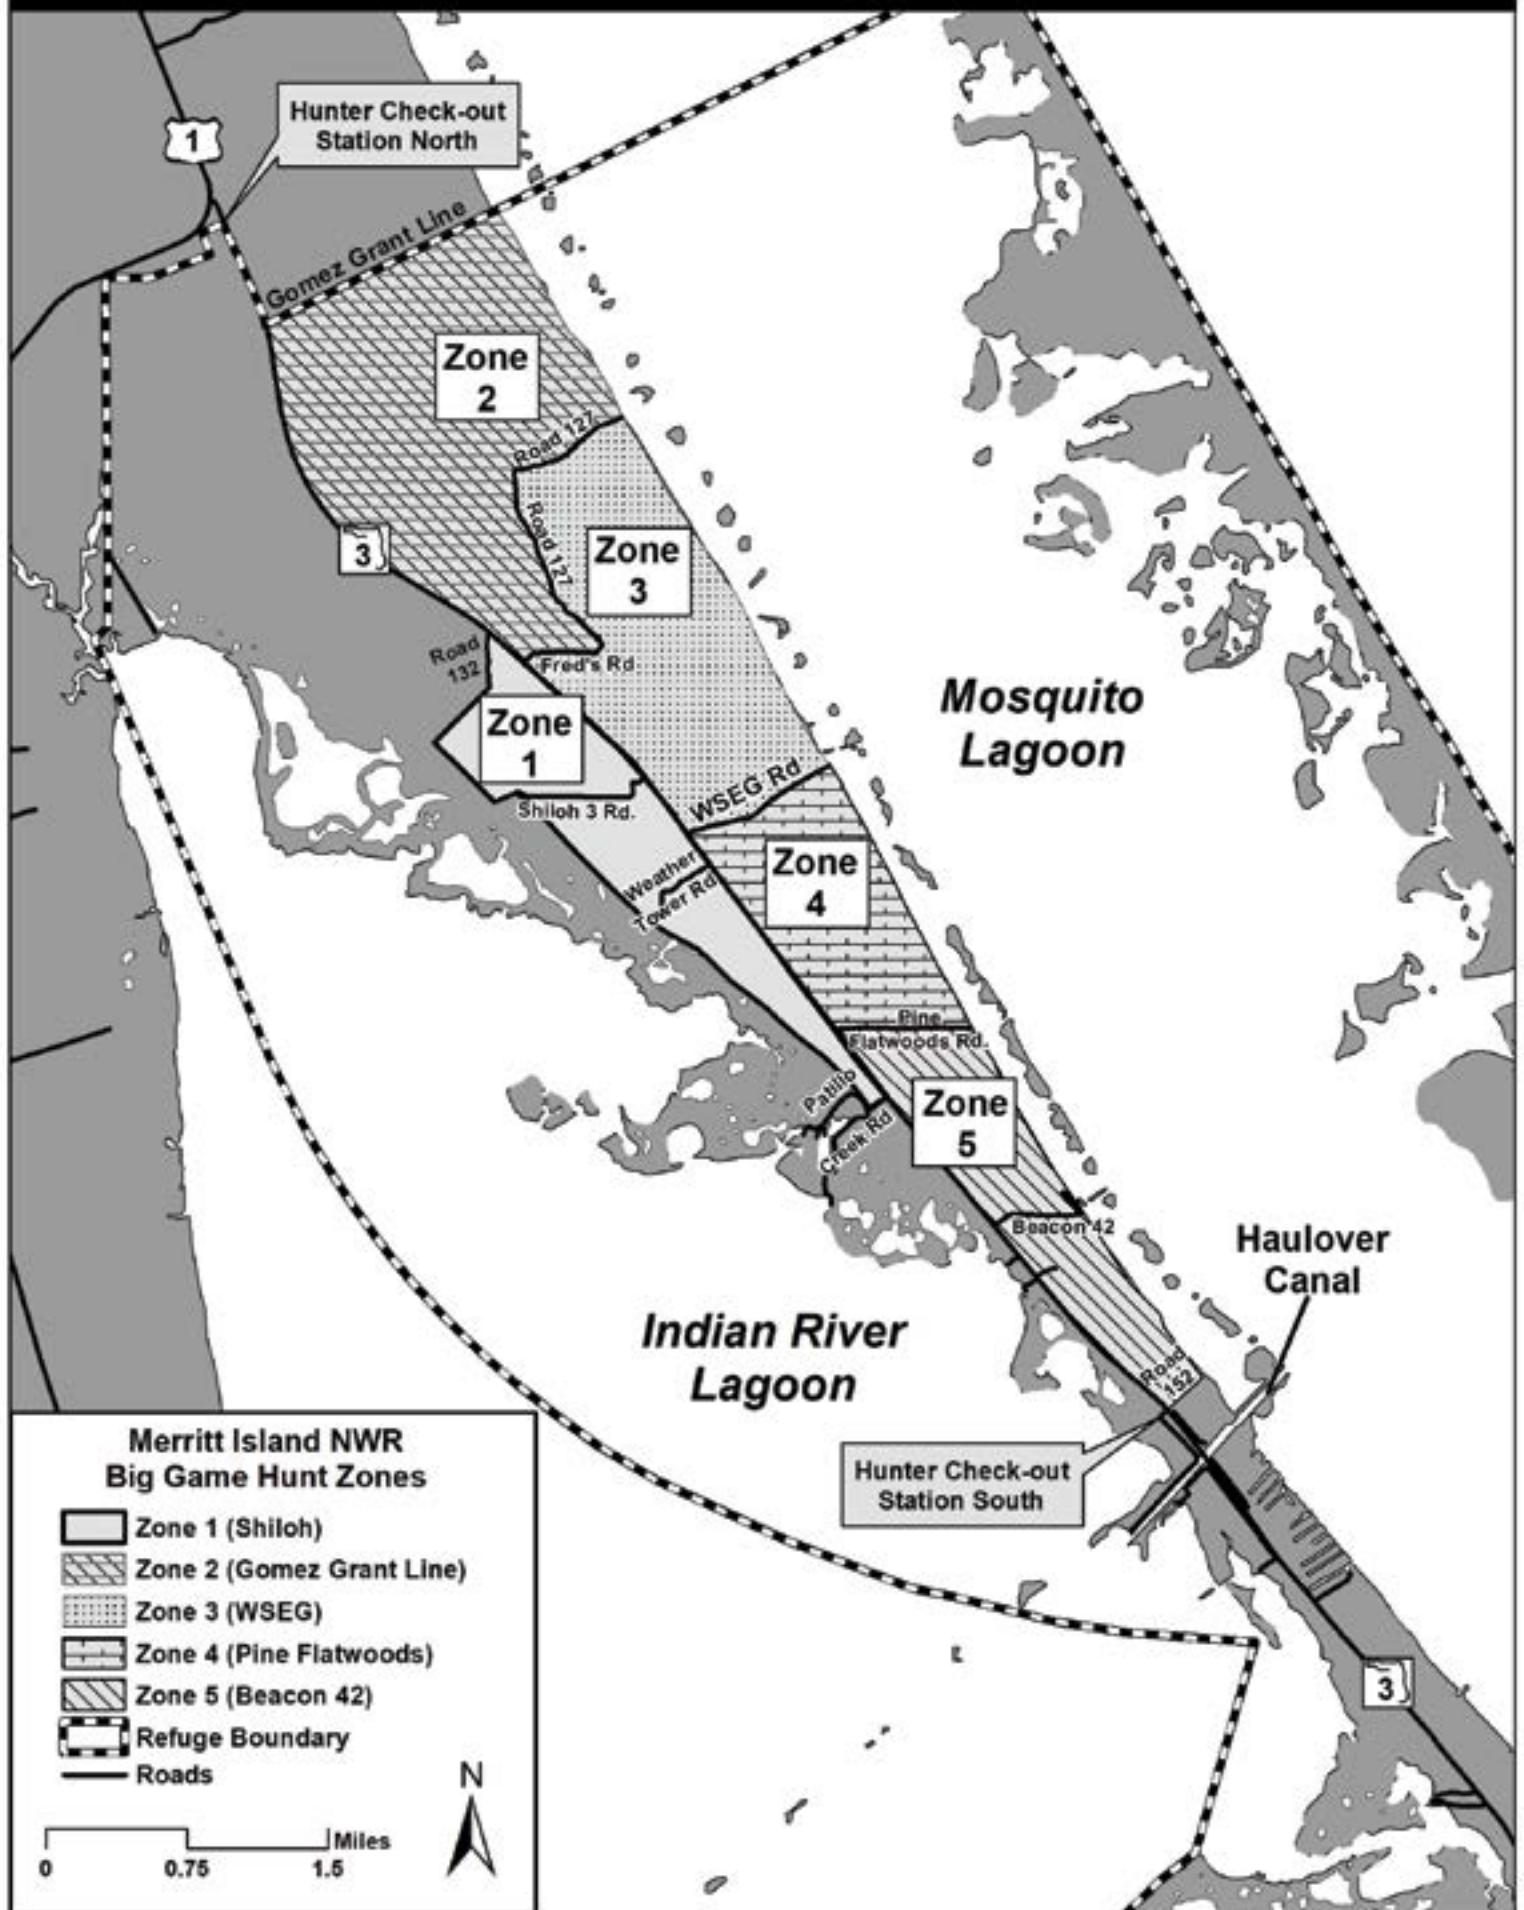 1
Hunter Check-out
Station North
Gomez Grant Line
Zone
2
Road 127
Road 127
3
Zone
3
Road
132
Fred's Rd
Zone
1
Shiloh 3 Rd.
WSEG Rd
Mosquito
Lagoon
Weather
Tower Rd
Zone
4
Pine
Flatwoods Rd.
Patillo
Creek Rd
Zone
5
Beacon 42
Haulover
Canal
Indian River
Lagoon
Road
152
Hunter Check-out
Station South
3
Merritt Island NWR
Big Game Hunt Zones
Zone 1 (Shiloh)
Zone 2 (Gomez Grant Line)
Zone 3 (WSEG)
Zone 4 (Pine Flatwoods)
Zone 5 (Beacon 42)
Refuge Boundary
Roads
N
Miles
0 0.75 1.5